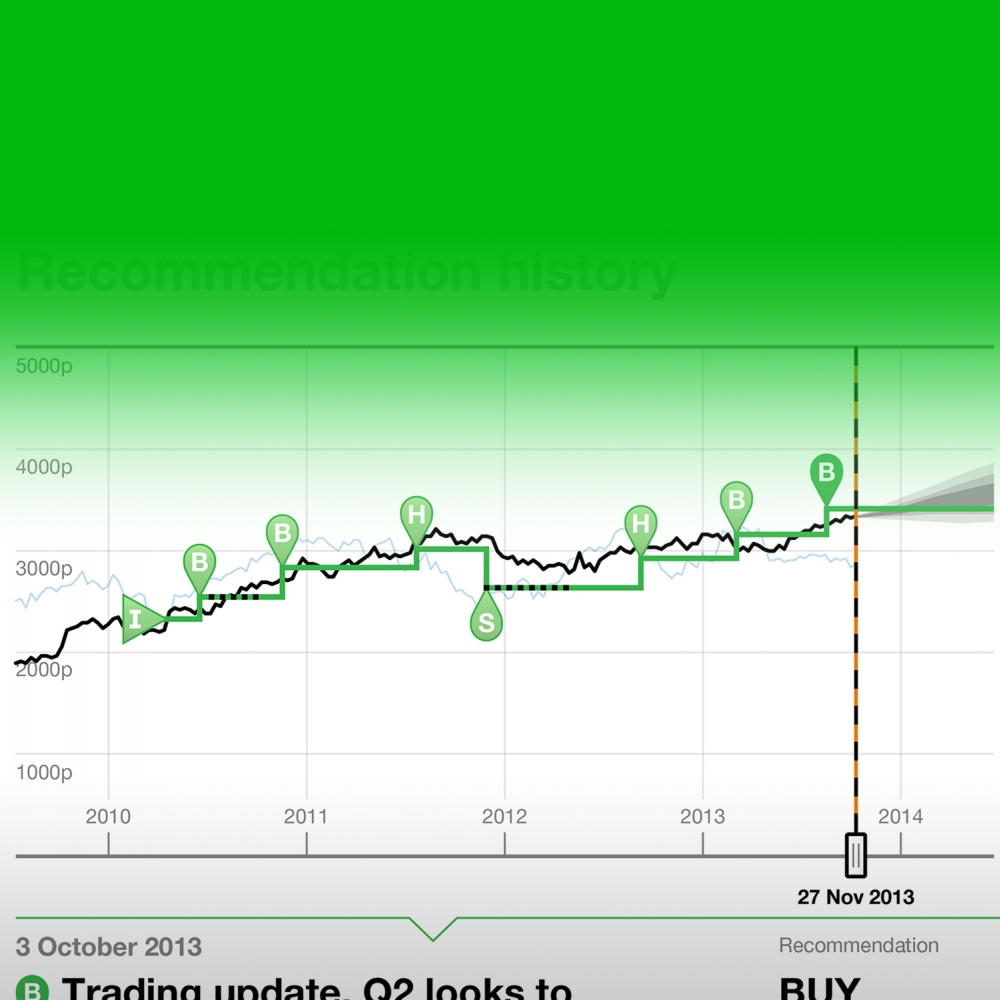 Recommendation history
5000p
4000p
3000p
2000p
1000p
I
B
B
H
S
H
B
B
2010 2011 2012 2013 2014
27 Nov 2013
3 October 2013
Recommendation
B Trading update, Q2 looks to
BUY